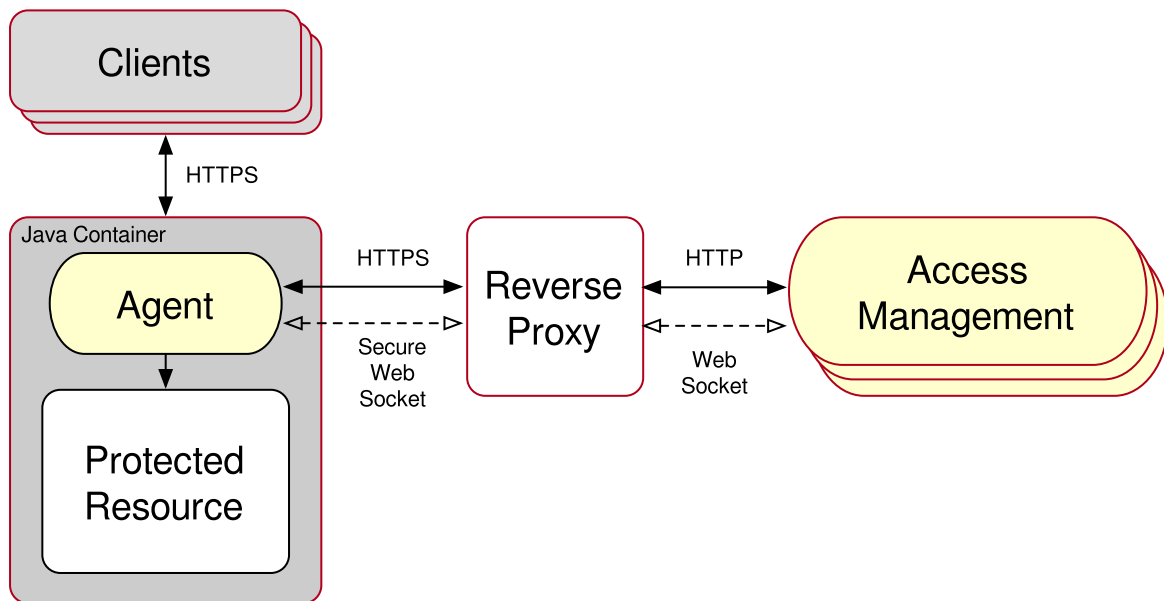 Clients
HTTPS
Java Container
Agent
Protected
Resource
HTTPS
Secure
Web
Socket
Reverse
Proxy
HTTP
Web
Socket
Access
Management